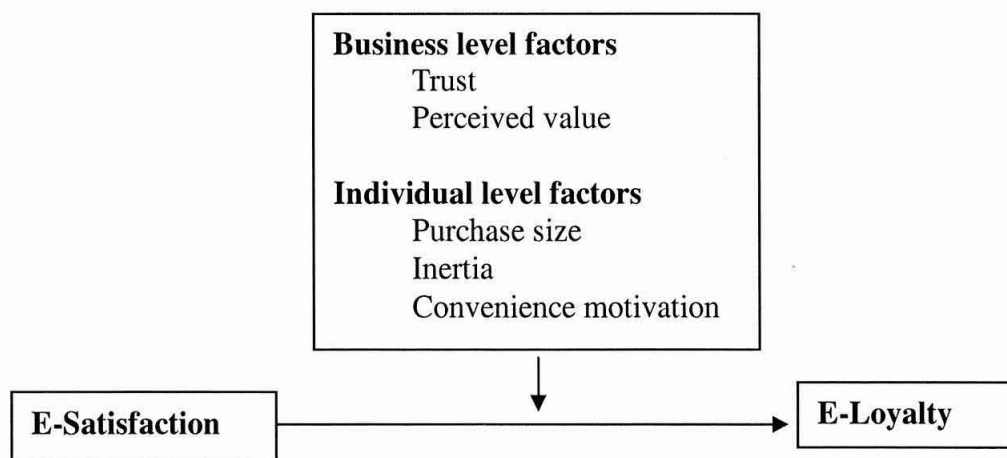 Business level factors
Trust
Perceived value
Individual level factors
Purchase size
Inertia
Convenience motivation
E-Satisfaction
E-Loyalty